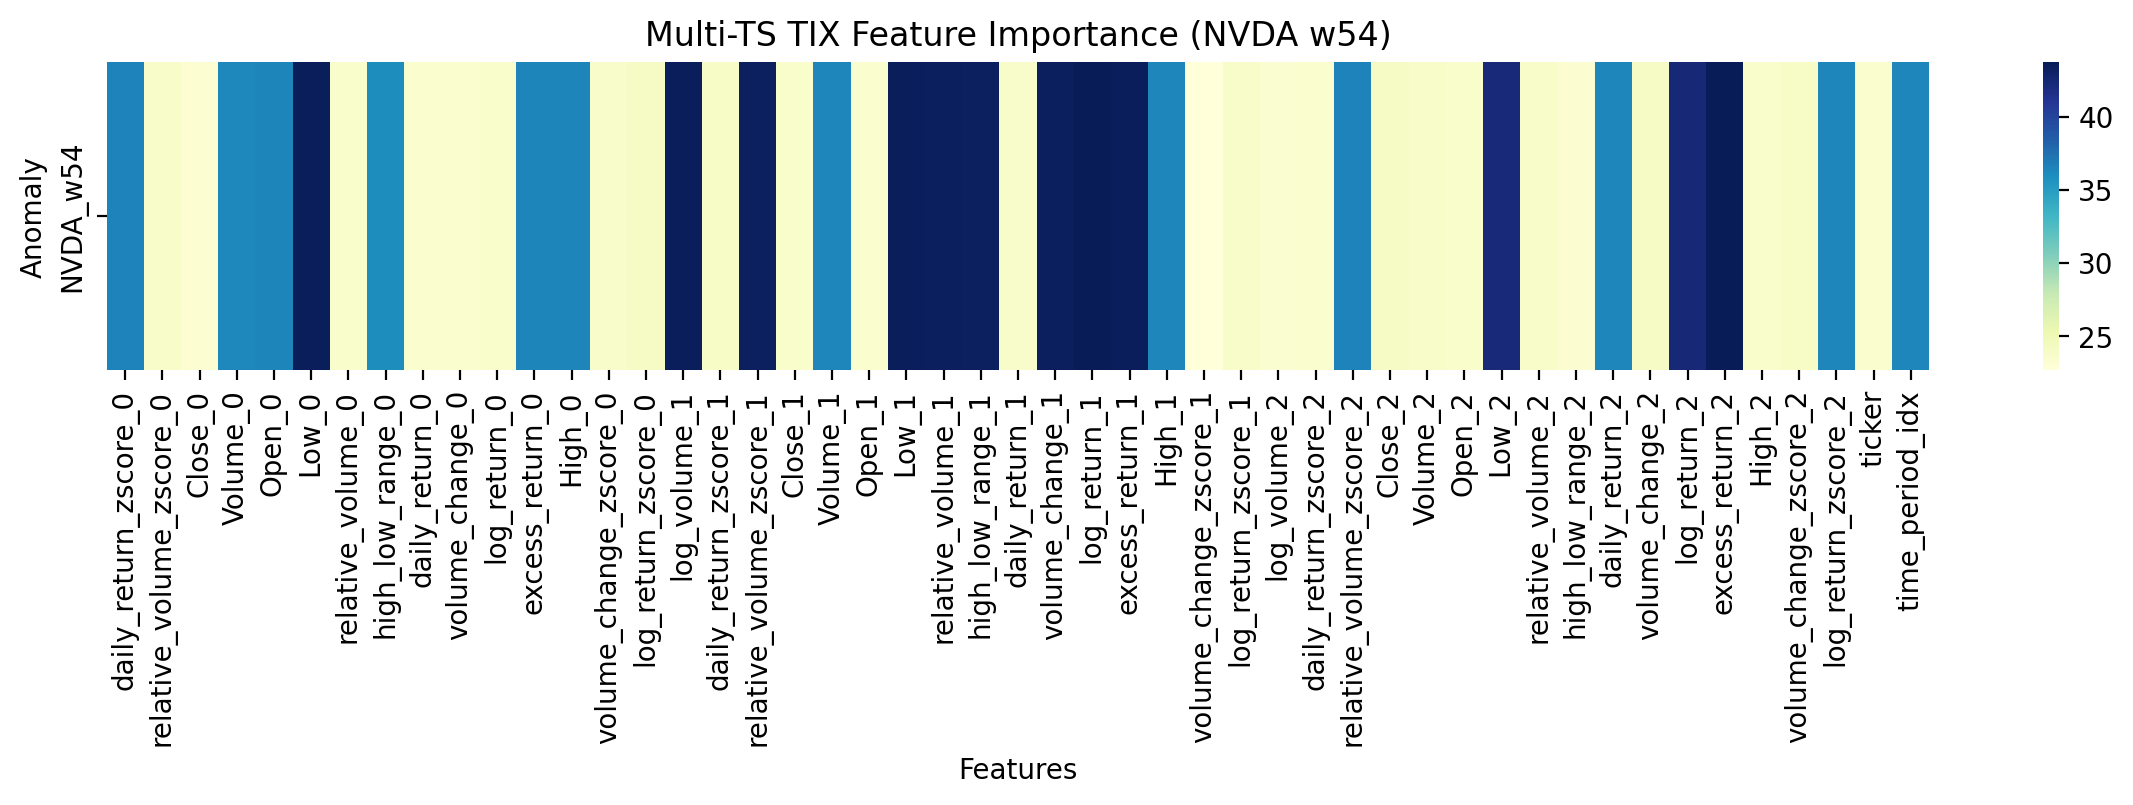 Multi-TS TIX Feature Importance (NVDA w54)
Anomaly
NVDA_w54
40
35
30
25
daily_return_zscore_0
relative_volume_zscore_0
Close_0
Volume_0
Open_0
Low_0
relative_volume_0
high_low_range_0
daily_return_0
volume_change_0
log_return_0
excess_return_0
High_0
volume_change_zscore_0
log_return_zscore_0
log_volume_1
daily_return_zscore_1
relative_volume_zscore_1
Close_1
Volume_1
Open_1
Low_1
relative_volume_1
high_low_range_1
daily_return_1
volume_change_1
log_return_1
excess_return_1
High_1
volume_change_zscore_1
log_return_zscore_1
log_volume_2
daily_return_zscore_2
relative_volume_zscore_2
Close_2
Volume_2
Open_2
Low_2
relative_volume_2
high_low_range_2
daily_return_2
volume_change_2
log_return_2
excess_return_2
High_2
volume_change_zscore_2
log_return_zscore_2
ticker
time_period_idx
Features